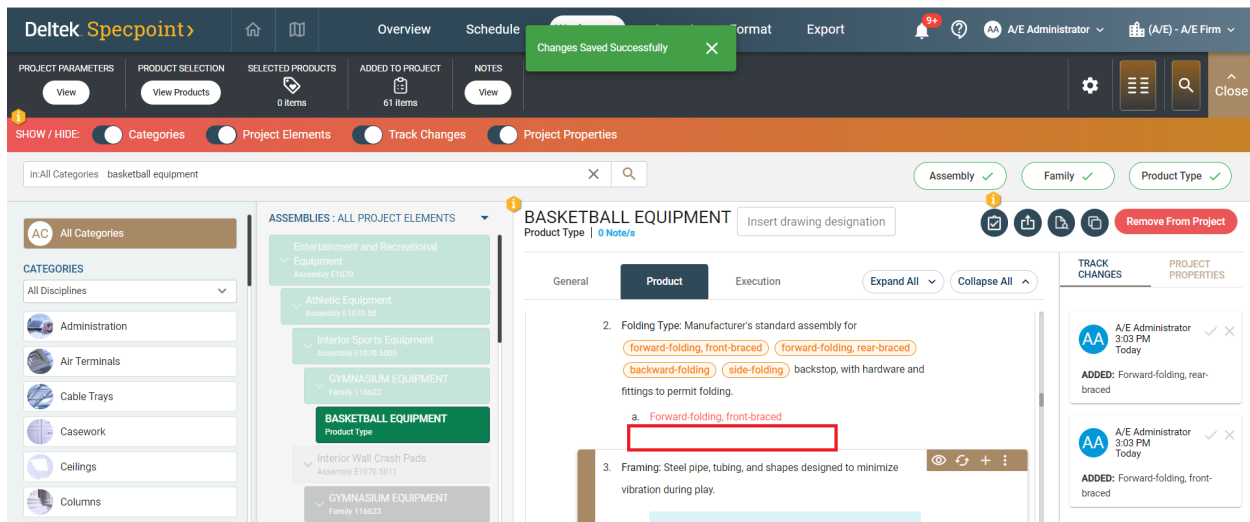 Deltek Specpoint
Overview
Schedule
Format
Export
9+
AA A/E Administrator
(A/E) - A/E Firm
Changes Saved Successfully
PROJECT PARAMETERS
View
PRODUCT SELECTION
View Products
SELECTED PRODUCTS
0 items
ADDED TO PROJECT
61 items
NOTES
View
Close
SHOW / HIDE:
Categories
Project Elements
Track Changes
Project Properties
in:All Categories basketball equipment
Assembly
Family
Product Type
AC All Categories
CATEGORIES
All Disciplines
Administration
Air Terminals
Cable Trays
Casework
Ceilings
Columns
ASSEMBLIES : ALL PROJECT ELEMENTS
Entertainment and Recreational
Equipment
Assembly E1070
Athletic Equipment
Assembly E1070.50
Interior Sports Equipment
Assembly E1070.5005
GYMNASIUM EQUIPMENT
Family 116623
BASKETBALL EQUIPMENT
Product Type
Interior Wall Crash Pads
Assembly E1070.5011
GYMNASIUM EQUIPMENT
Family 116623
BASKETBALL EQUIPMENT
Product Type | 0 Note/s
Insert drawing designation
Remove From Project
General
Product
Execution
Expand All
Collapse All
2. Folding Type: Manufacturer's standard assembly for
forward-folding, front-braced forward-folding, rear-braced
backward-folding side-folding backstop, with hardware and
fittings to permit folding.
a. Forward-folding, front-braced
3. Framing: Steel pipe, tubing, and shapes designed to minimize
vibration during play.
TRACK
CHANGES
PROJECT
PROPERTIES
AA
A/E Administrator
3:03 PM
Today
ADDED: Forward-folding, rear-
braced
AA
A/E Administrator
3:03 PM
Today
ADDED: Forward-folding, front-
braced